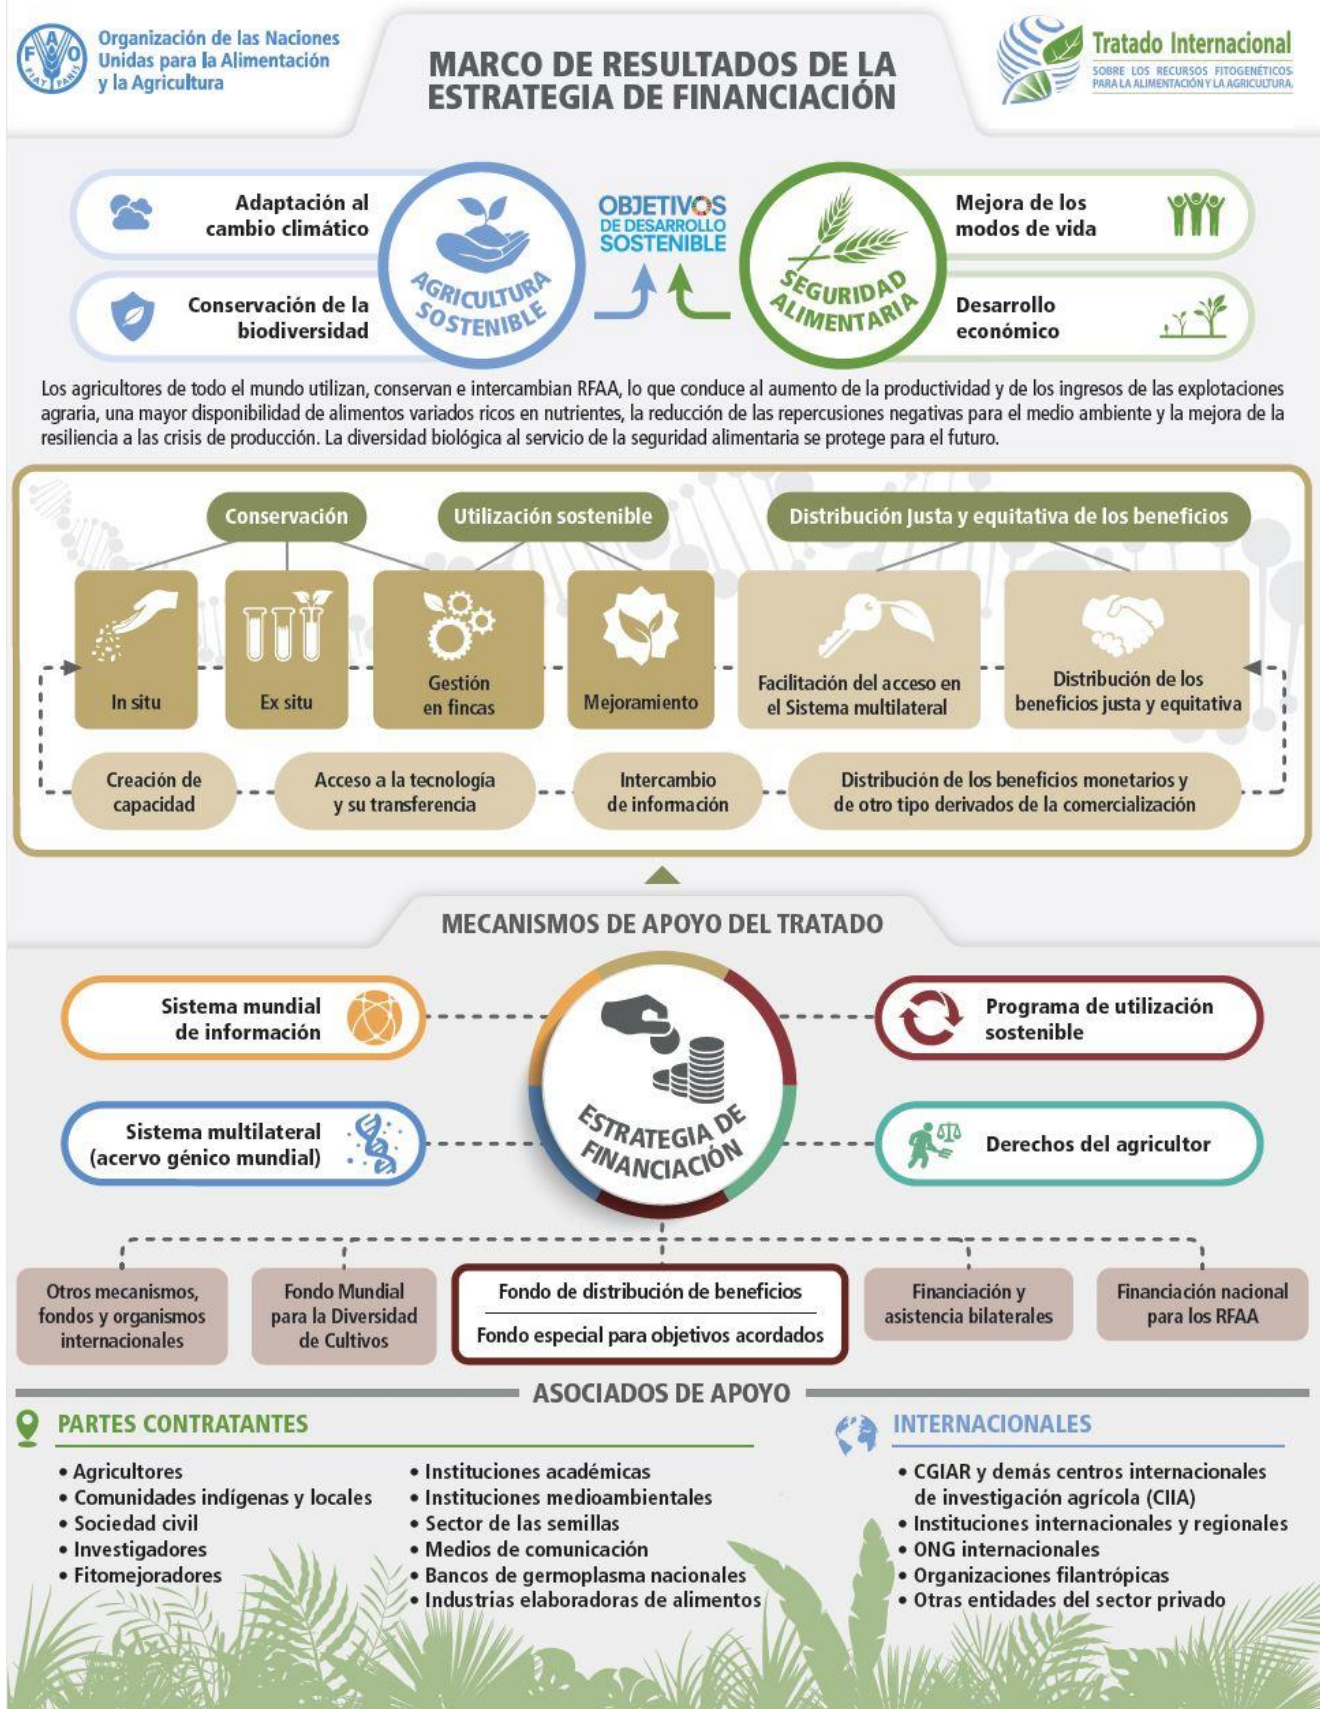 Organización de las Naciones
Unidas para la Alimentación
y la Agricultura
FAO
FIAT PANIS
MARCO DE RESULTADOS DE LA
ESTRATEGIA DE FINANCIACIÓN
Tratado Internacional
SOBRE LOS RECURSOS FITOGENÉTICOS
PARA LA ALIMENTACIÓN Y LA AGRICULTURA
Adaptación al
cambio climático
Conservación de la
biodiversidad
AGRICULTURA
SOSTENIBLE
OBJETIVOS
DE DESARROLLO
SOSTENIBLE
SEGURIDAD
ALIMENTARIA
Mejora de los
modos de vida
Desarrollo
económico
Los agricultores de todo el mundo utilizan, conservan e intercambian RFAA, lo que conduce al aumento de la productividad y de los ingresos de las explotaciones
agraria, una mayor disponibilidad de alimentos variados ricos en nutrientes, la reducción de las repercusiones negativas para el medio ambiente y la mejora de la
resiliencia a las crisis de producción. La diversidad biológica al servicio de la seguridad alimentaria se protege para el futuro.
Conservación
Utilización sostenible
Distribución Justa y equitativa de los beneficios
In situ
Ex situ
Gestión
en fincas
Mejoramiento
Facilitación del acceso en
el Sistema multilateral
Distribución de los
beneficios justa y equitativa
Creación de
capacidad
Acceso a la tecnología
y su transferencia
Intercambio
de información
Distribución de los beneficios monetarios y
de otro tipo derivados de la comercialización
MECANISMOS DE APOYO DEL TRATADO
Sistema mundial
de información
Sistema multilateral
(acervo génico mundial)
ESTRATEGIA DE
FINANCIACIÓN
Programa de utilización
sostenible
Derechos del agricultor
Otros mecanismos,
fondos y organismos
internacionales
Fondo Mundial
para la Diversidad
de Cultivos
Fondo de distribución de beneficios
Fondo especial para objetivos acordados
Financiación y
asistencia bilaterales
Financiación nacional
para los RFAA
ASOCIADOS DE APOYO
PARTES CONTRATANTES
• Agricultores
• Comunidades indígenas y locales
• Sociedad civil
• Investigadores
• Fitomejoradores
• Instituciones académicas
• Instituciones medioambientales
• Sector de las semillas
• Medios de comunicación
• Bancos de germoplasma nacionales
• Industrias elaboradoras de alimentos
INTERNACIONALES
• CGIAR y demás centros internacionales
de investigación agrícola (CIIA)
• Instituciones internacionales y regionales
• ONG internacionales
• Organizaciones filantrópicas
• Otras entidades del sector privado